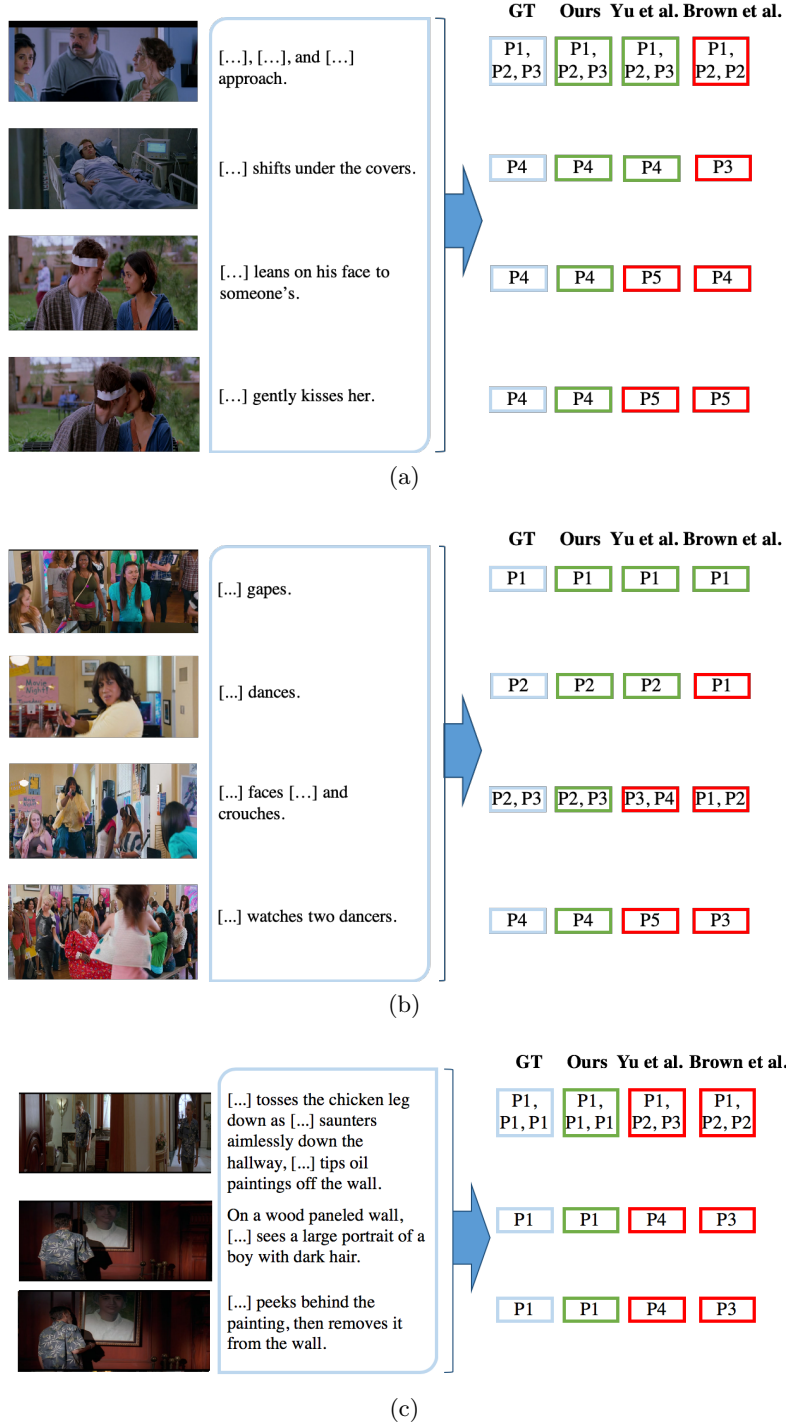 GT Ours Yu et al. Brown et al.
[…], […], and […]
approach.
P1,
P2, P3
P1,
P2, P3
P1,
P2, P3
P1,
P2, P2
[…] shifts under the covers.
P4 P4 P4 P3
[…] leans on his face to
someone’s.
P4 P4 P5 P4
[…] gently kisses her.
P4 P4 P5 P5
(a)
GT Ours Yu et al. Brown et al.
[...] gapes.
P1 P1 P1 P1
Movie
Night!
[...] dances.
P2 P2 P2 P1
[...] faces […] and
crouches.
P2, P3 P2, P3 P3, P4 P1, P2
[...] watches two dancers.
P4 P4 P5 P3
(b)
GT Ours Yu et al. Brown et al.
[...] tosses the chicken leg
down as [...] saunters
aimlessly down the
hallway, [...] tips oil
paintings off the wall.
P1,
P1, P1
P1,
P1, P1
P1,
P2, P3
P1,
P2, P2
On a wood paneled wall,
[...] sees a large portrait of a
boy with dark hair.
P1 P1 P4 P3
[...] peeks behind the
painting, then removes it
from the wall.
P1 P1 P4 P3
(c)